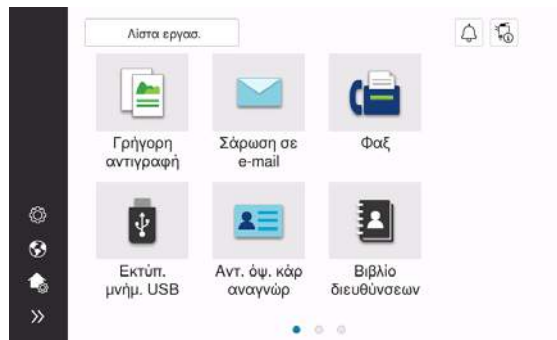 Λίστα εργασ.
Γρήγορη
αντιγραφή
Σάρωση σε
e-mail
Φαξ
Εκτύπ.
μνήμ. USB
Αντ. όψ. κάρ
αναγνώρ
Βιβλίο
διευθύνσεων